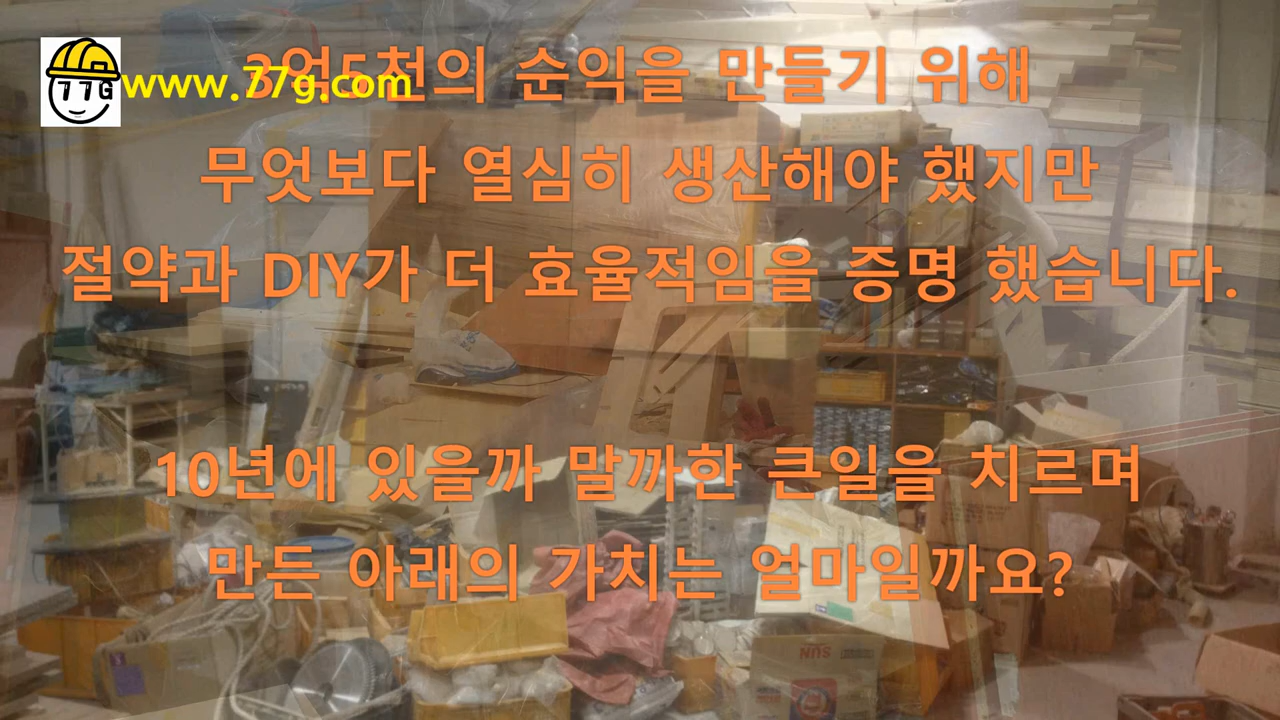 77G
www.77g.com
3억5천의 순익을 만들기 위해
무엇보다 열심히 생산해야 했지만
절약과 DIY가 더 효율적임을 증명 했습니다.
10년에 있을까 말까한 큰일을 치르며
만든 아래의 가치는 얼마일까요?
SUN